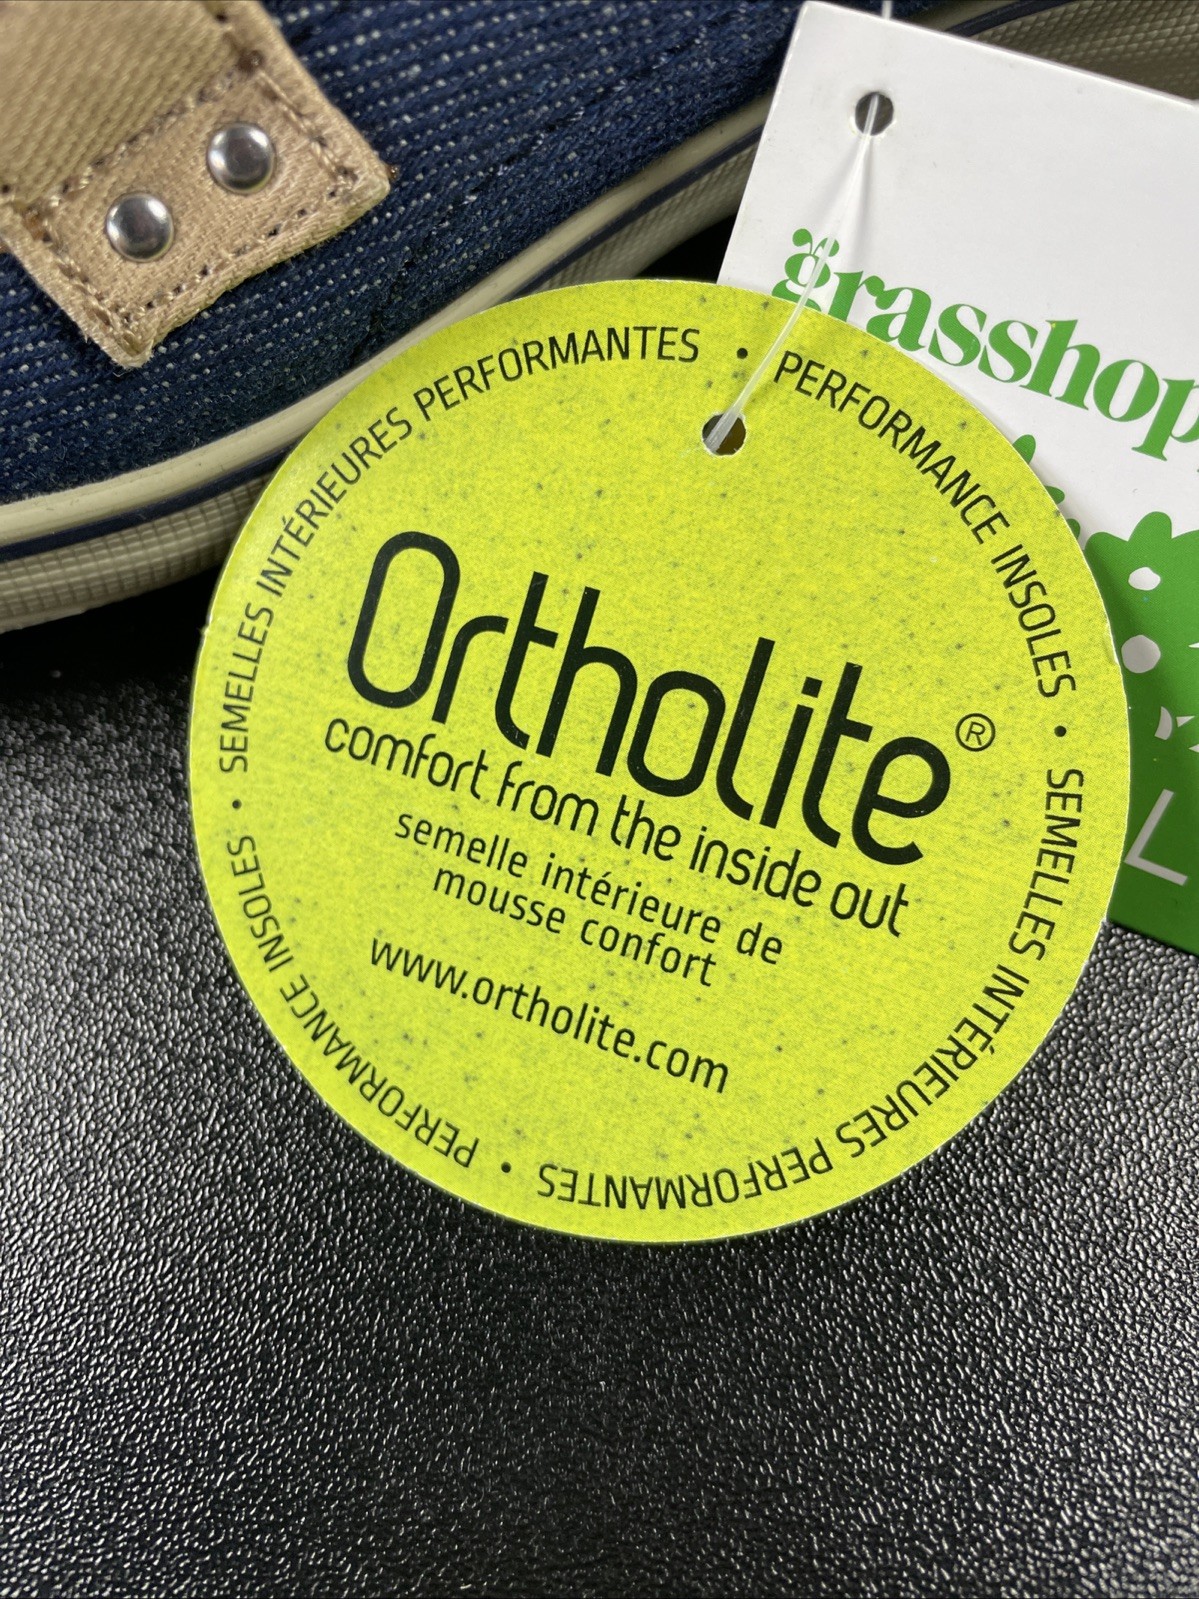 grasshop
SEMELLES INTÉRIEURES PERFORMANTES • PERFORMANCE INSOLES • SEMELLES INTÉRIEURES PERFORMANTES • PERFORMANCE INSOLES •
Ortholite®
comfort from the inside out
semelle intérieure de
mousse confort
www.ortholite.com
L